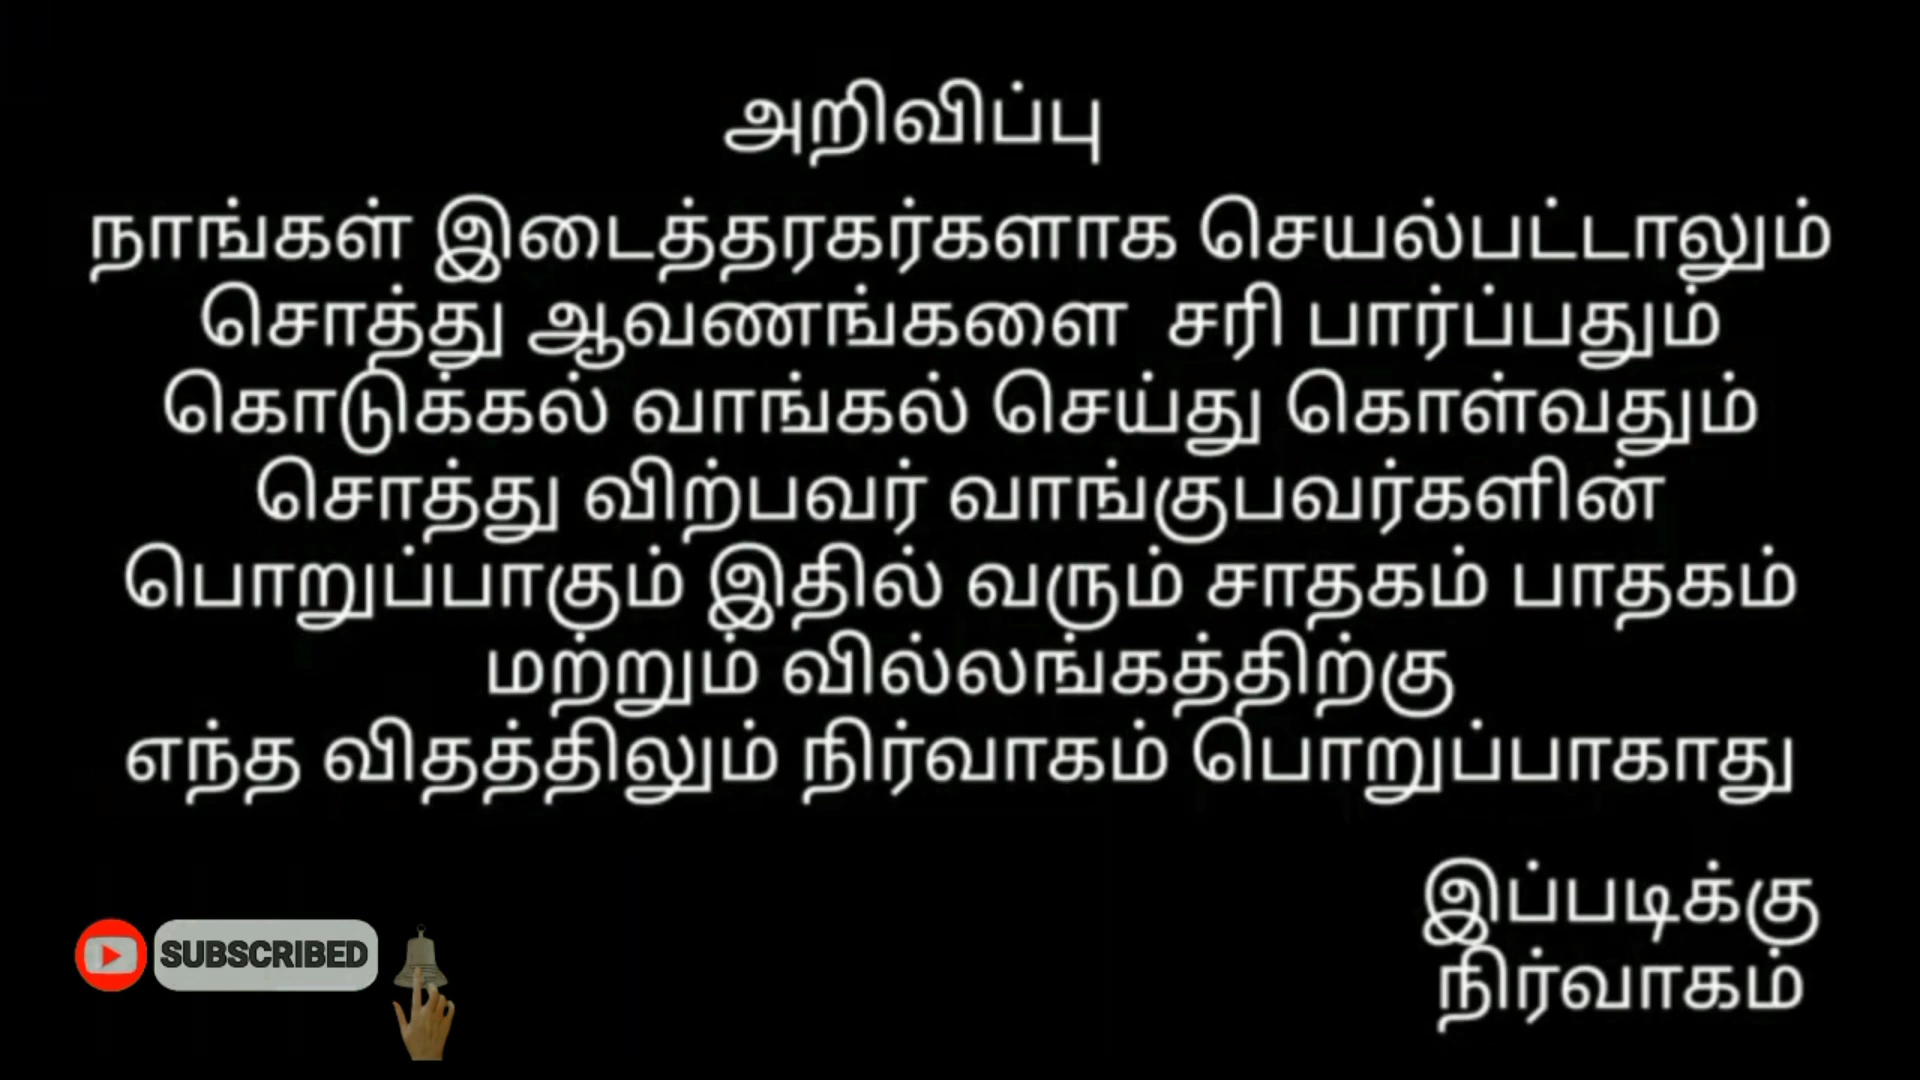 அறிவிப்பு
நாங்கள் இடைத்தரகர்களாக செயல்பட்டாலும்
சொத்து ஆவணங்களை சரி பார்ப்பதும்
கொடுக்கல் வாங்கல் செய்து கொள்வதும்
சொத்து விற்பவர் வாங்குபவர்களின்
பொறுப்பாகும் இதில் வரும் சாதகம் பாதகம்
மற்றும் வில்லங்கத்திற்கு
எந்த விதத்திலும் நிர்வாகம் பொறுப்பாகாது
இப்படிக்கு
நிர்வாகம்
SUBSCRIBED